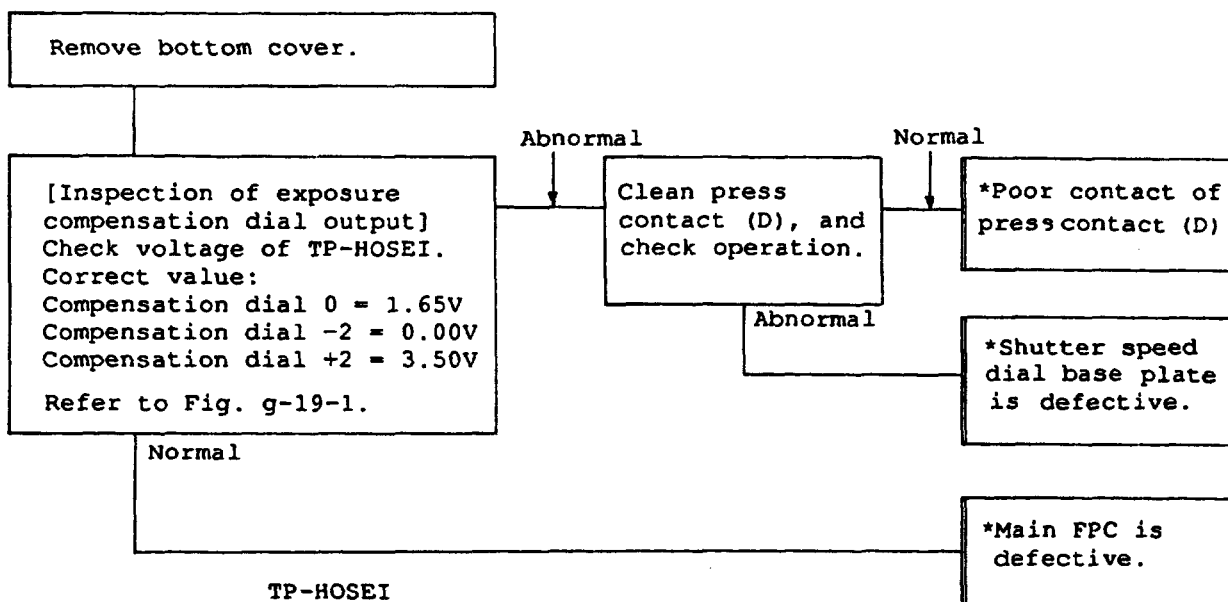 Remove bottom cover.
Abnormal
Normal
[Inspection of exposure
compensation dial output]
Check voltage of TP-HOSEI.
Correct value:
Compensation dial 0 = 1.65V
Compensation dial -2 = 0.00V
Compensation dial +2 = 3.50V
Refer to Fig. g-19-1.
Clean press
contact (D), and
check operation.
*Poor contact of
press contact (D)
Abnormal
*Shutter speed
dial base plate
is defective.
Normal
*Main FPC is
defective.
TP-HOSEI